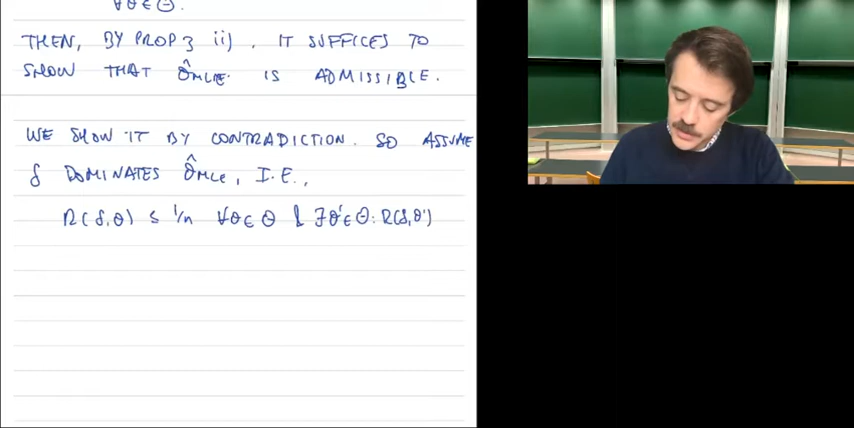 ∀θ∈Θ.
THEN, BY PROP 3 ii), IT SUFFICES TO
SHOW THAT θ̂MLE IS ADMISSIBLE.
WE SHOW IT BY CONTRADICTION. SO ASSUME
δ DOMINATES θ̂MLE, I.E.,
R(δ,θ) ≤ 1/n ∀θ∈Θ & ∃θ'∈Θ: R(δ,θ')